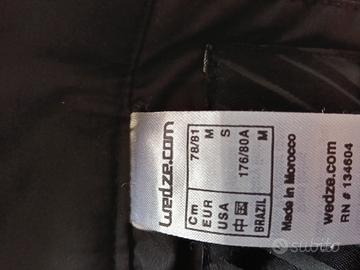 wedze.com
Cm 78/81
EUR M
USA S
中国 176/80A
BRAZIL M
Made in Morocco
wedze.com
RN # 134604
subito